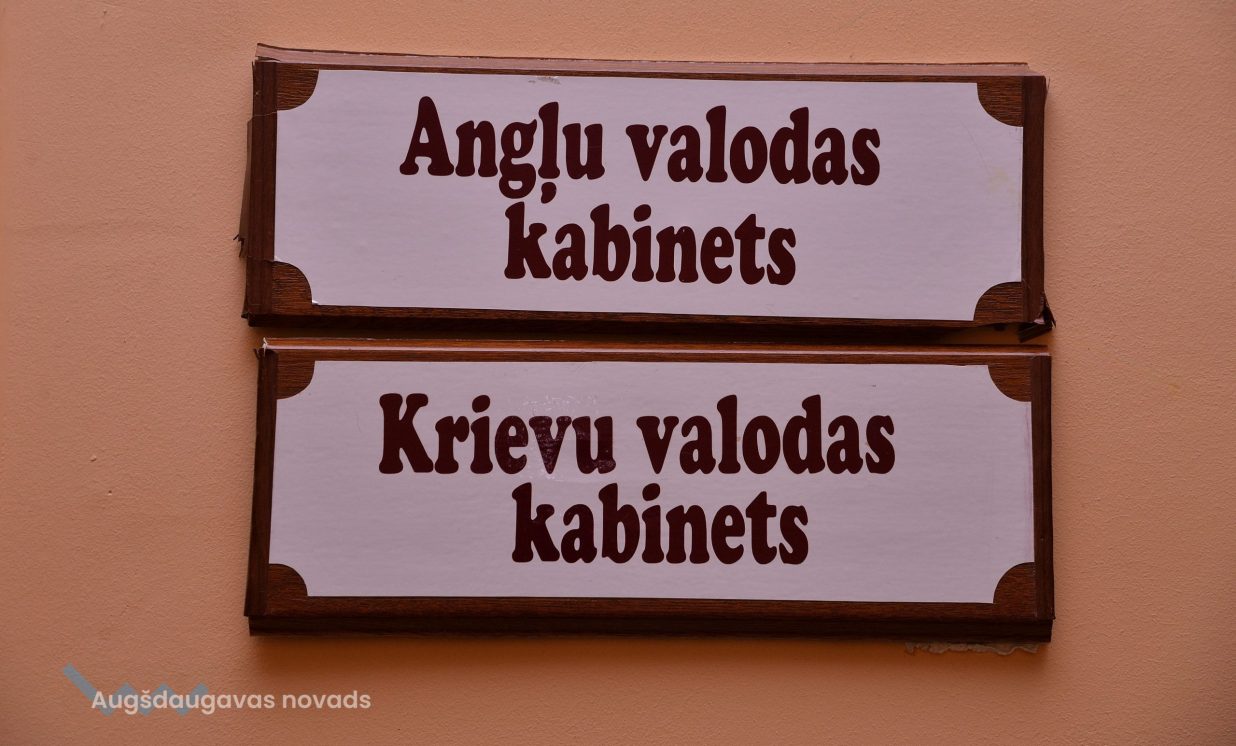 Angļu valodas
kabinets
Krievu valodas
kabinets
Augšdaugavas novads